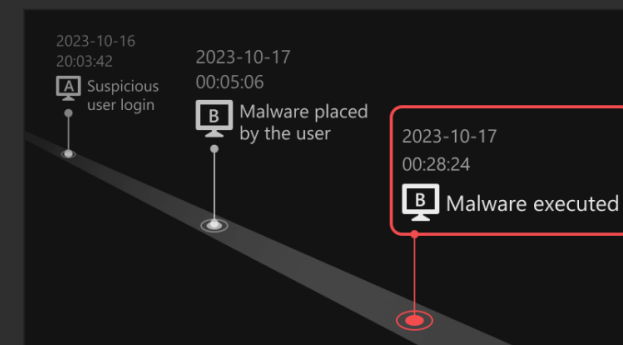 2023-10-16
20:03:42
A
Suspicious
user login
2023-10-17
00:05:06
B
Malware placed
by the user
2023-10-17
00:28:24
B
Malware executed